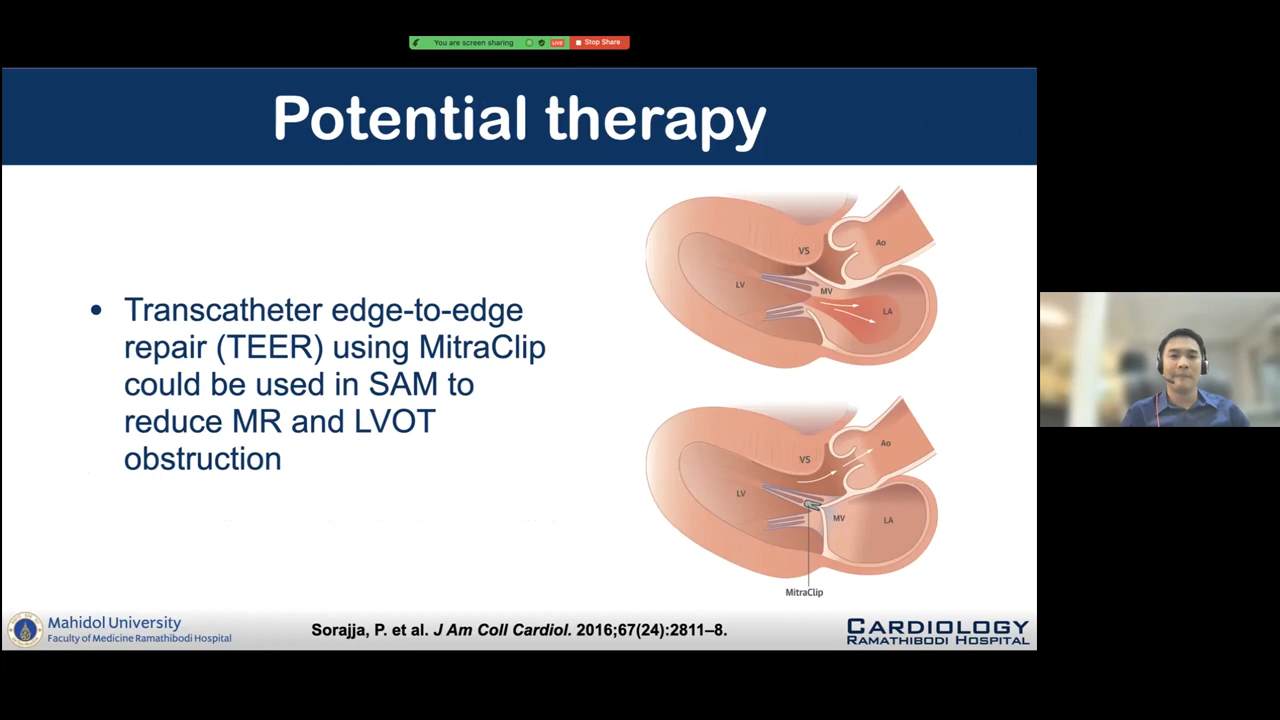 You are screen sharing LIVE Stop Share
Potential therapy
• Transcatheter edge-to-edge
repair (TEER) using MitraClip
could be used in SAM to
reduce MR and LVOT
obstruction
VS
Ao
LV
MV
LA
VS
Ao
LV
MV
LA
MitraClip
Mahidol University
Faculty of Medicine Ramathibodi Hospital
Sorajja, P. et al. J Am Coll Cardiol. 2016;67(24):2811–8.
CARDIOLOGY
RAMATHIBODI HOSPITAL